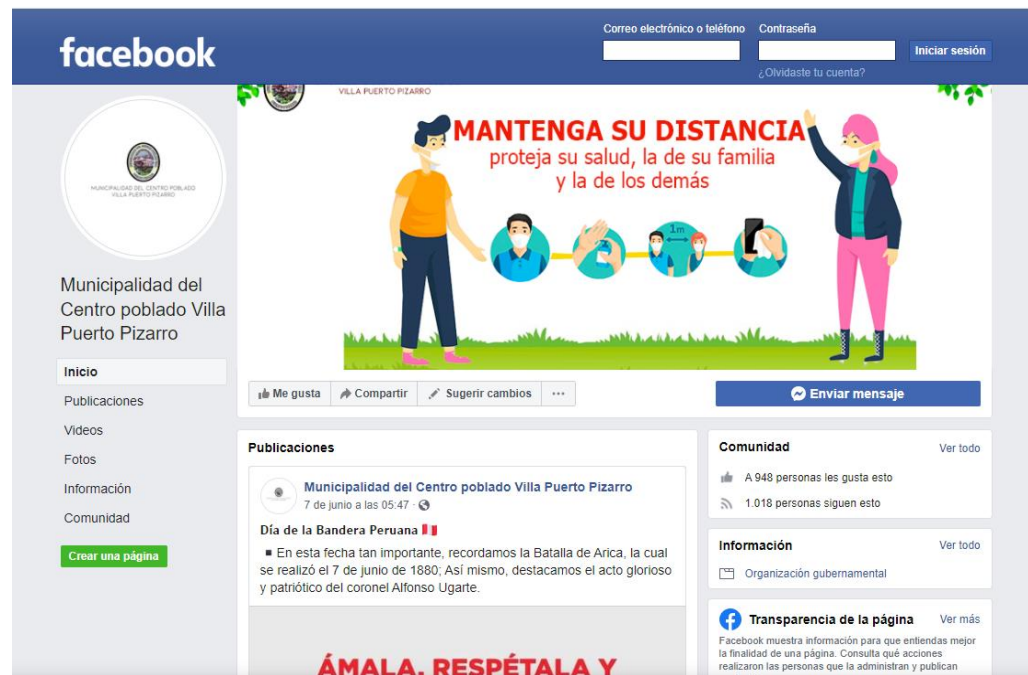 facebook
Correo electrónico o teléfono
Contraseña
Iniciar sesión
¿Olvidaste tu cuenta?
MUNICIPALIDAD DEL CENTRO POBLADO
VILLA PUERTO PIZARRO
Municipalidad del
Centro poblado Villa
Puerto Pizarro
Inicio
Publicaciones
Videos
Fotos
Información
Comunidad
Crear una página
VILLA PUERTO PIZARRO
MANTENGA SU DISTANCIA
proteja su salud, la de su familia
y la de los demás
1m
Me gusta
Compartir
Sugerir cambios
Enviar mensaje
Publicaciones
Municipalidad del Centro poblado Villa Puerto Pizarro
7 de junio a las 05:47 ·
Día de la Bandera Peruana
▪ En esta fecha tan importante, recordamos la Batalla de Arica, la cual
se realizó el 7 de junio de 1880; Así mismo, destacamos el acto glorioso
y patriótico del coronel Alfonso Ugarte.
ÁMALA, RESPÉTALA Y
Comunidad
Ver todo
A 948 personas les gusta esto
1.018 personas siguen esto
Información
Ver todo
Organización gubernamental
Transparencia de la página
Ver más
Facebook muestra información para que entiendas mejor
la finalidad de una página. Consulta qué acciones
realizaron las personas que la administran y publican